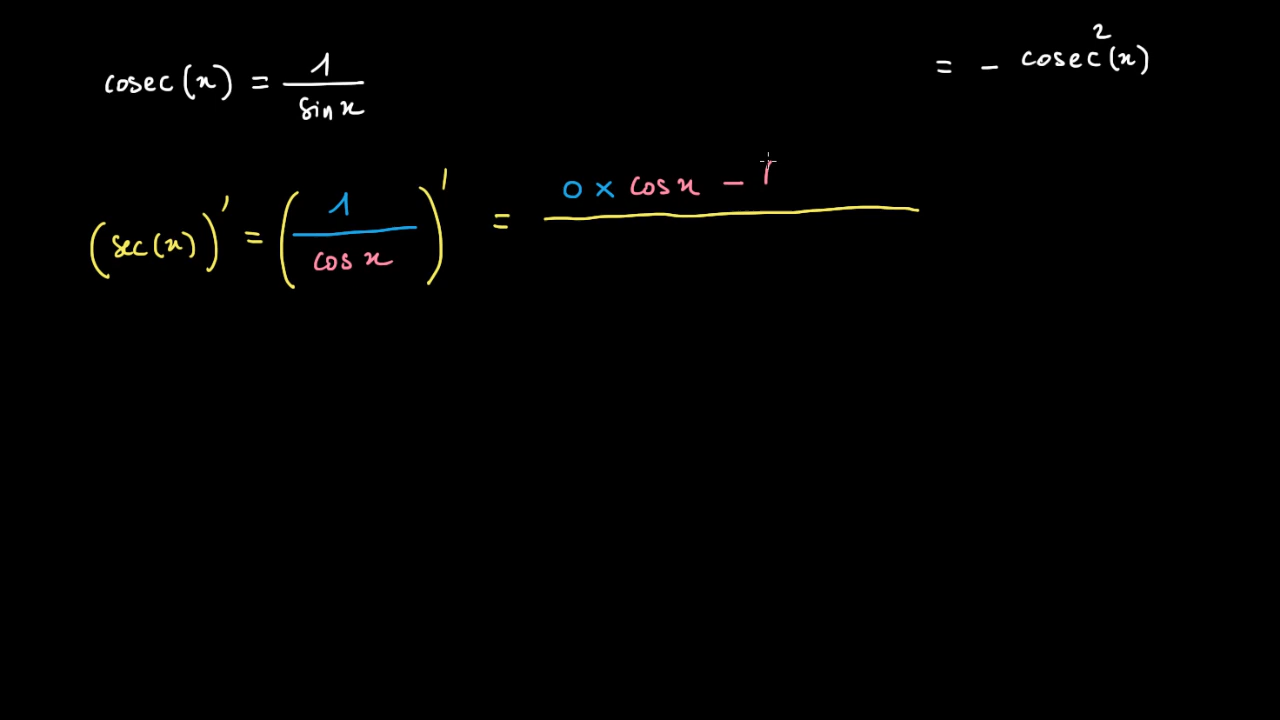 cosec(x) = 1/sin x
= - cosec²(x)
(sec(x))' = (1/cos x)' = 0 × cos x -